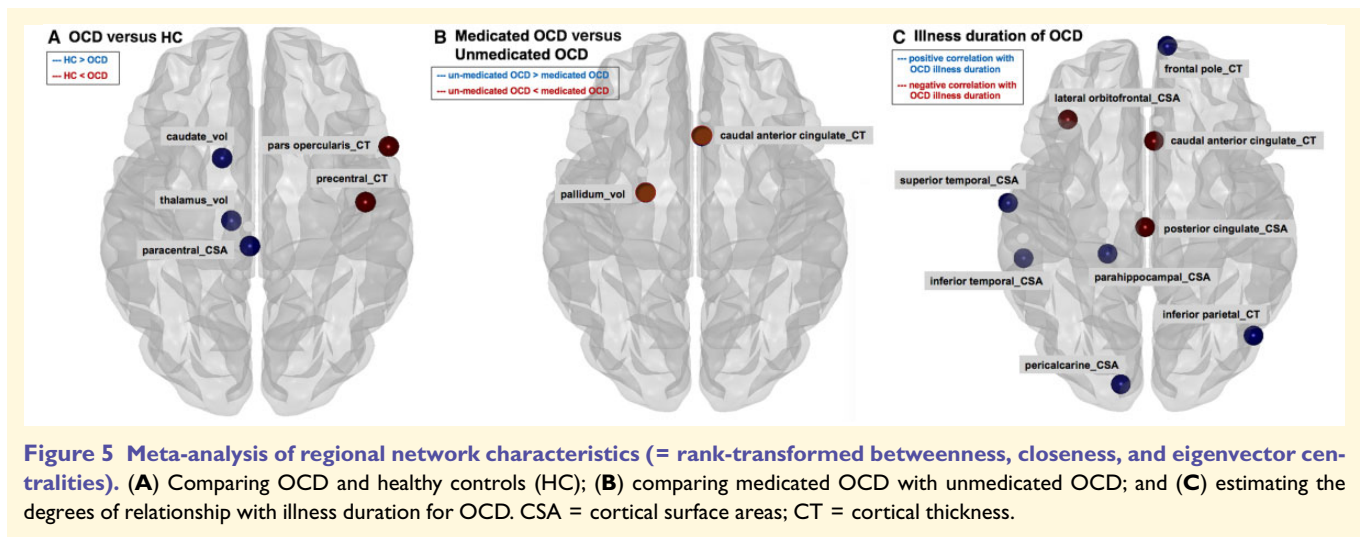 A OCD versus HC
--- HC > OCD
--- HC < OCD
caudate_vol
pars opercularis_CT
precentral_CT
thalamus_vol
paracentral_CSA
B Medicated OCD versus
Unmedicated OCD
--- un-medicated OCD > medicated OCD
--- un-medicated OCD < medicated OCD
caudal anterior cingulate_CT
pallidum_vol
C Illness duration of OCD
--- positive correlation with
OCD illness duration
--- negative correlation with
OCD illness duration
frontal pole_CT
lateral orbitofrontal_CSA
caudal anterior cingulate_CT
superior temporal_CSA
posterior cingulate_CSA
inferior temporal_CSA
parahippocampal_CSA
inferior parietal_CT
pericalcarine_CSA
Figure 5 Meta-analysis of regional network characteristics (= rank-transformed betweenness, closeness, and eigenvector cen-
tralities). (A) Comparing OCD and healthy controls (HC); (B) comparing medicated OCD with unmedicated OCD; and (C) estimating the
degrees of relationship with illness duration for OCD. CSA = cortical surface areas; CT = cortical thickness.